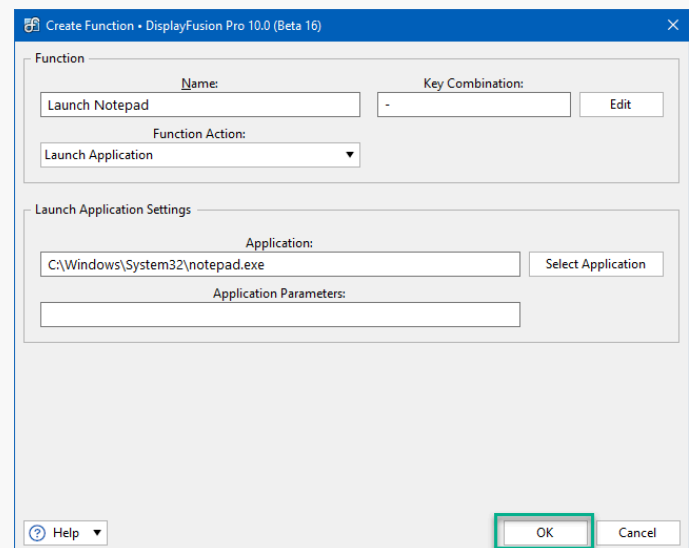 Create Function • DisplayFusion Pro 10.0 (Beta 16)
Function
Name: Key Combination:
Launch Notepad - Edit
Function Action:
Launch Application
Launch Application Settings
Application:
C:\Windows\System32\notepad.exe Select Application
Application Parameters:
Help OK Cancel